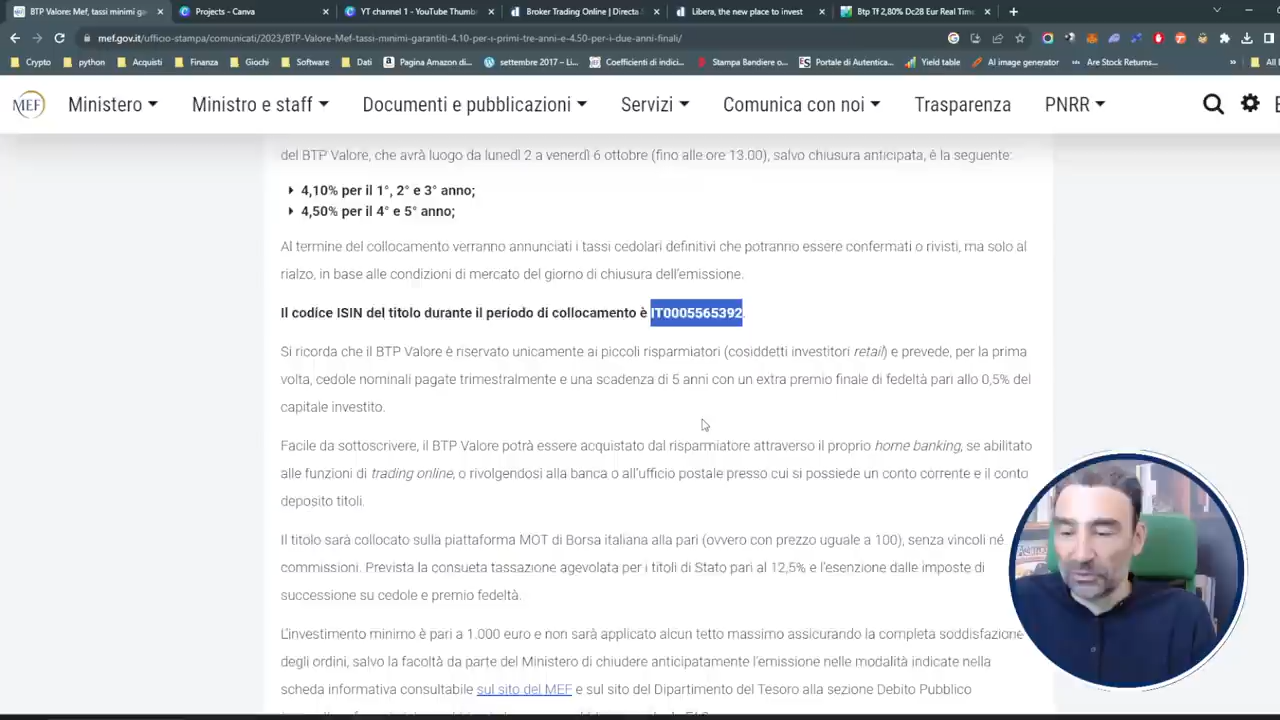 BTP Valore: Mef, tassi minimi ga
Projects - Canva
YT channel 1 - YouTube Thumb
Broker Trading Online | Directa
Libera, the new place to invest
Btp Tf 2,80% Dc28 Eur Real Time
mef.gov.it/ufficio-stampa/comunicati/2023/BTP-Valore-Mef-tassi-minimi-garantiti-4.10-per-i-primi-tre-anni-e-4.50-per-i-due-anni-finali/
Crypto
python
Acquisti
Finanza
Giochi
Software
Dati
Pagina Amazon di...
settembre 2017 – Li...
Coefficienti di indici...
Stampa Bandiere o...
Portale di Autentica...
Yield table
AI image generator
Are Stock Returns...
»
MEF
Ministero
Ministro e staff
Documenti e pubblicazioni
Servizi
Comunica con noi
Trasparenza
PNRR
del BTP Valore, che avrà luogo da lunedì 2 a venerdì 6 ottobre (fino alle ore 13.00), salvo chiusura anticipata, è la seguente:
4,10% per il 1°, 2° e 3° anno;
4,50% per il 4° e 5° anno;
Al termine del collocamento verranno annunciati i tassi cedolari definitivi che potranno essere confermati o rivisti, ma solo al
rialzo, in base alle condizioni di mercato del giorno di chiusura dell'emissione.
Il codice ISIN del titolo durante il periodo di collocamento è IT0005565392.
Si ricorda che il BTP Valore è riservato unicamente ai piccoli risparmiatori (cosiddetti investitori retail) e prevede, per la prima
volta, cedole nominali pagate trimestralmente e una scadenza di 5 anni con un extra premio finale di fedeltà pari allo 0,5% del
capitale investito.
Facile da sottoscrivere, il BTP Valore potrà essere acquistato dal risparmiatore attraverso il proprio home banking, se abilitato
alle funzioni di trading online, o rivolgendosi alla banca o all'ufficio postale presso cui si possiede un conto corrente e il conto
deposito titoli.
Il titolo sarà collocato sulla piattaforma MOT di Borsa italiana alla pari (ovvero con prezzo uguale a 100), senza vincoli né
commissioni. Prevista la consueta tassazione agevolata per i titoli di Stato pari al 12,5% e l'esenzione dalle imposte di
successione su cedole e premio fedeltà.
L'investimento minimo è pari a 1.000 euro e non sarà applicato alcun tetto massimo assicurando la completa soddisfazione
degli ordini, salvo la facoltà da parte del Ministero di chiudere anticipatamente l'emissione nelle modalità indicate nella
scheda informativa consultabile sul sito del MEF e sul sito del Dipartimento del Tesoro alla sezione Debito Pubblico